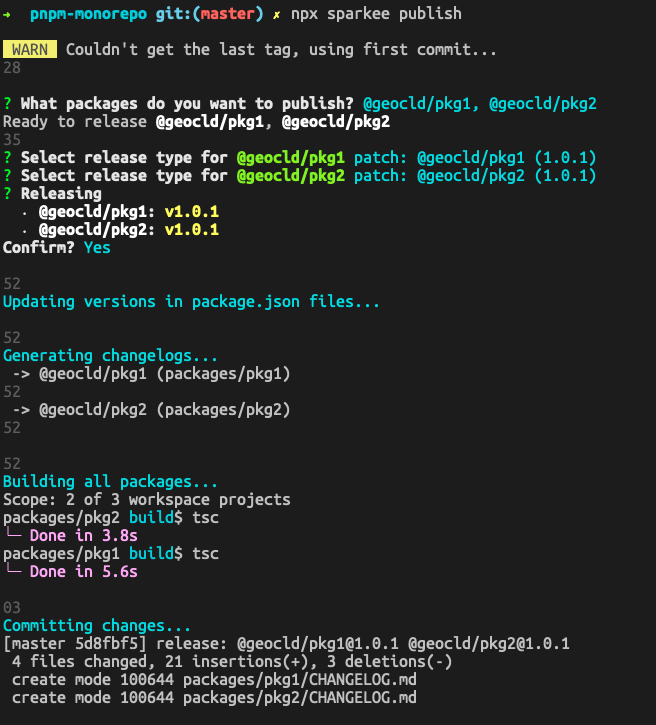 → pnpm-monorepo git:(master) ✗ npx sparkee publish
WARN Couldn't get the last tag, using first commit...
28
? What packages do you want to publish? @geocld/pkg1, @geocld/pkg2
Ready to release @geocld/pkg1, @geocld/pkg2
35
? Select release type for @geocld/pkg1 patch: @geocld/pkg1 (1.0.1)
? Select release type for @geocld/pkg2 patch: @geocld/pkg2 (1.0.1)
? Releasing
· @geocld/pkg1: v1.0.1
· @geocld/pkg2: v1.0.1
Confirm? Yes
52
Updating versions in package.json files...
52
Generating changelogs...
-> @geocld/pkg1 (packages/pkg1)
52
-> @geocld/pkg2 (packages/pkg2)
52
52
Building all packages...
Scope: 2 of 3 workspace projects
packages/pkg2 build$ tsc
└─ Done in 3.8s
packages/pkg1 build$ tsc
└─ Done in 5.6s
03
Committing changes...
[master 5d8fbf5] release: @geocld/pkg1@1.0.1 @geocld/pkg2@1.0.1
4 files changed, 21 insertions(+), 3 deletions(-)
create mode 100644 packages/pkg1/CHANGELOG.md
create mode 100644 packages/pkg2/CHANGELOG.md